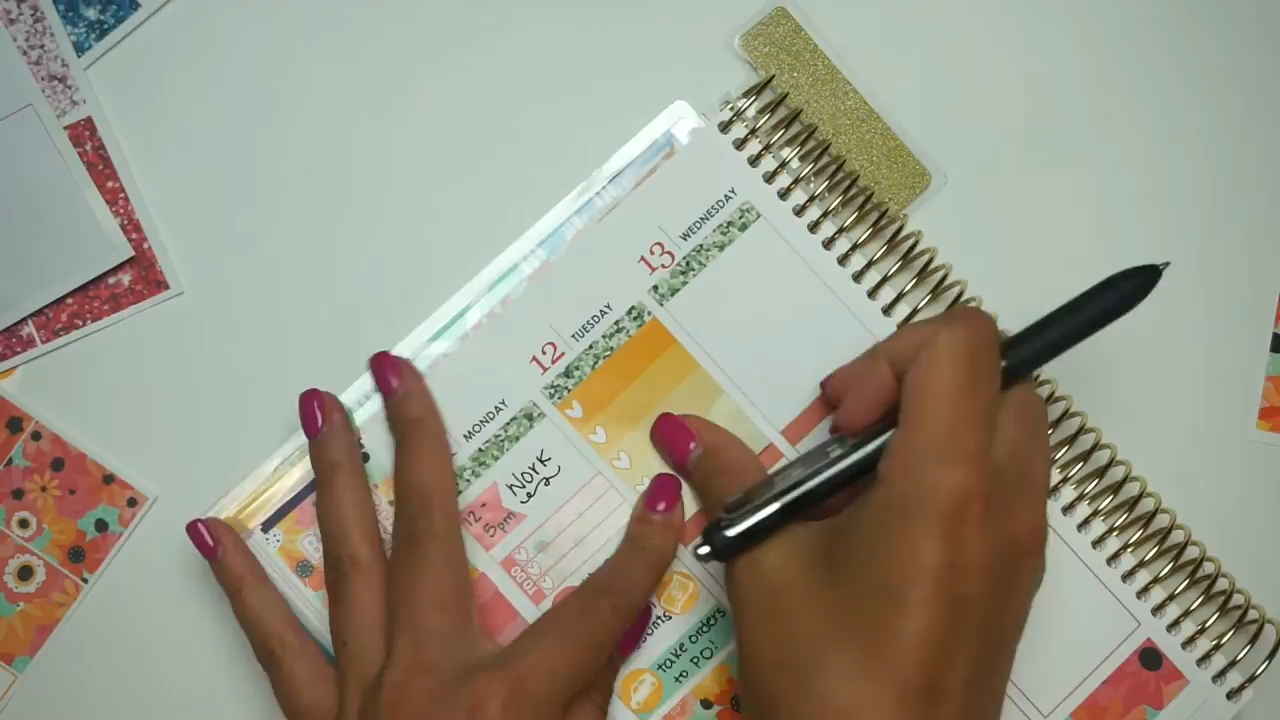 MONDAY
12 TUESDAY
13 WEDNESDAY
Work
12-
5pm
TO DO
take orders
to PO!